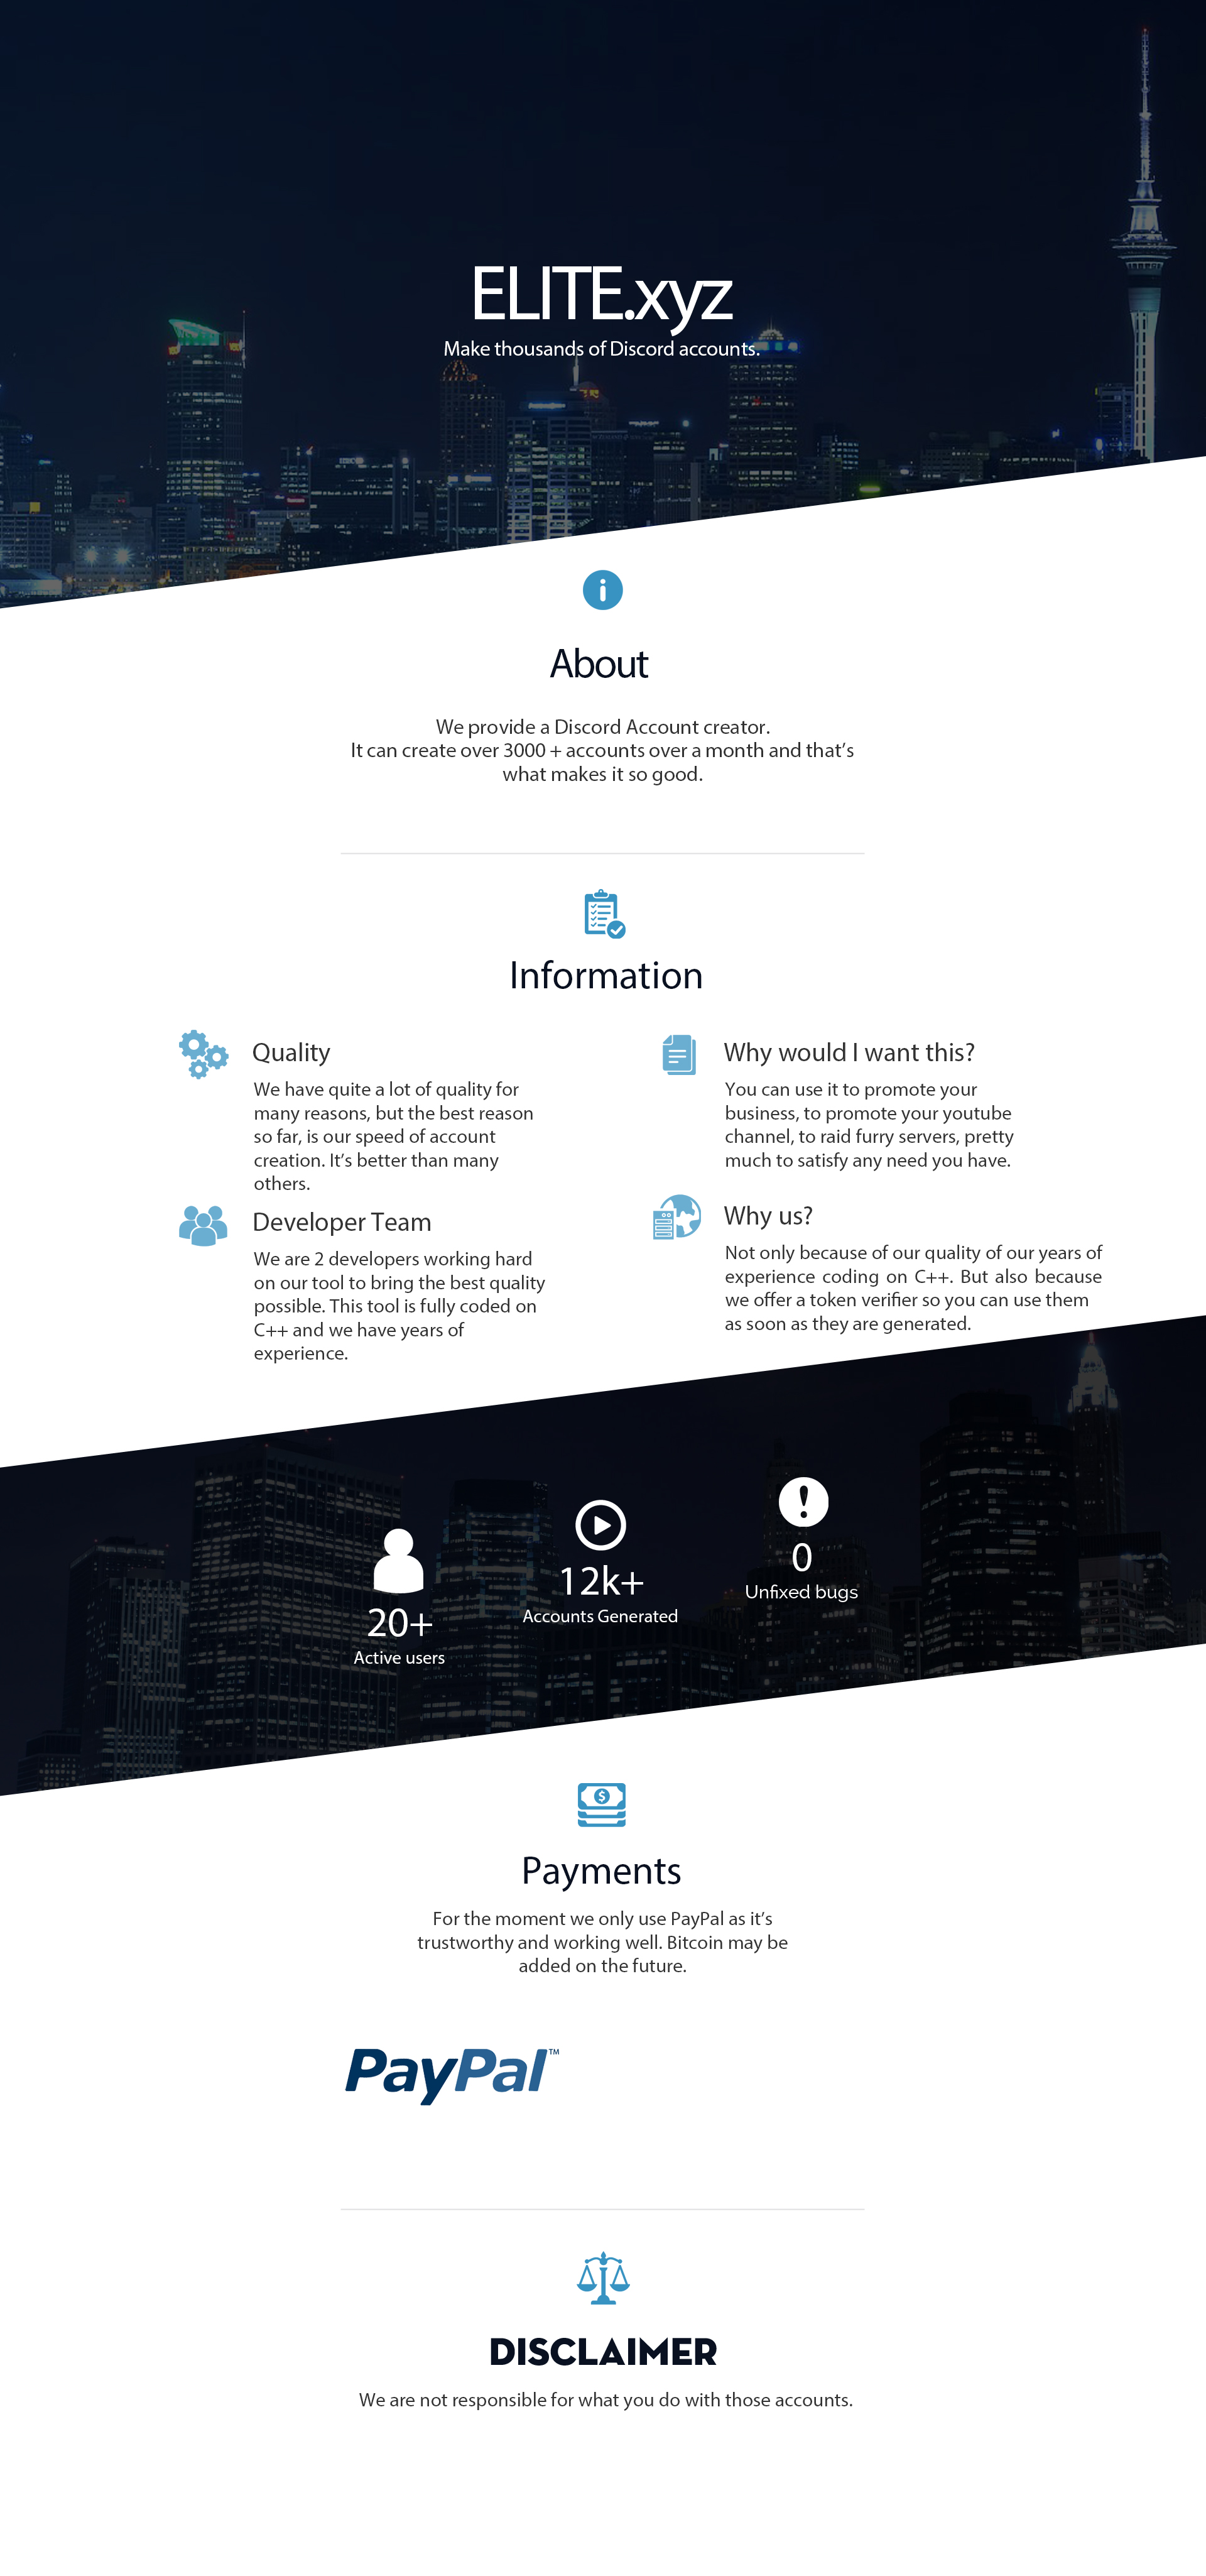 ELITE.xyz
Make thousands of Discord accounts.
About
We provide a Discord Account creator.
It can create over 3000 + accounts over a month and that's
what makes it so good.
Information
Quality
We have quite a lot of quality for
many reasons, but the best reason
so far, is our speed of account
creation. It's better than many
others.
Why would I want this?
You can use it to promote your
business, to promote your youtube
channel, to raid furry servers, pretty
much to satisfy any need you have.
Developer Team
We are 2 developers working hard
on our tool to bring the best quality
possible. This tool is fully coded on
C++ and we have years of
experience.
Why us?
Not only because of our quality of our years of
experience coding on C++. But also because
we offer a token verifier so you can use them
as soon as they are generated.
20+
Active users
12k+
Accounts Generated
0
Unfixed bugs
Payments
For the moment we only use PayPal as it's
trustworthy and working well. Bitcoin may be
added on the future.
PayPal™
DISCLAIMER
We are not responsible for what you do with those accounts.